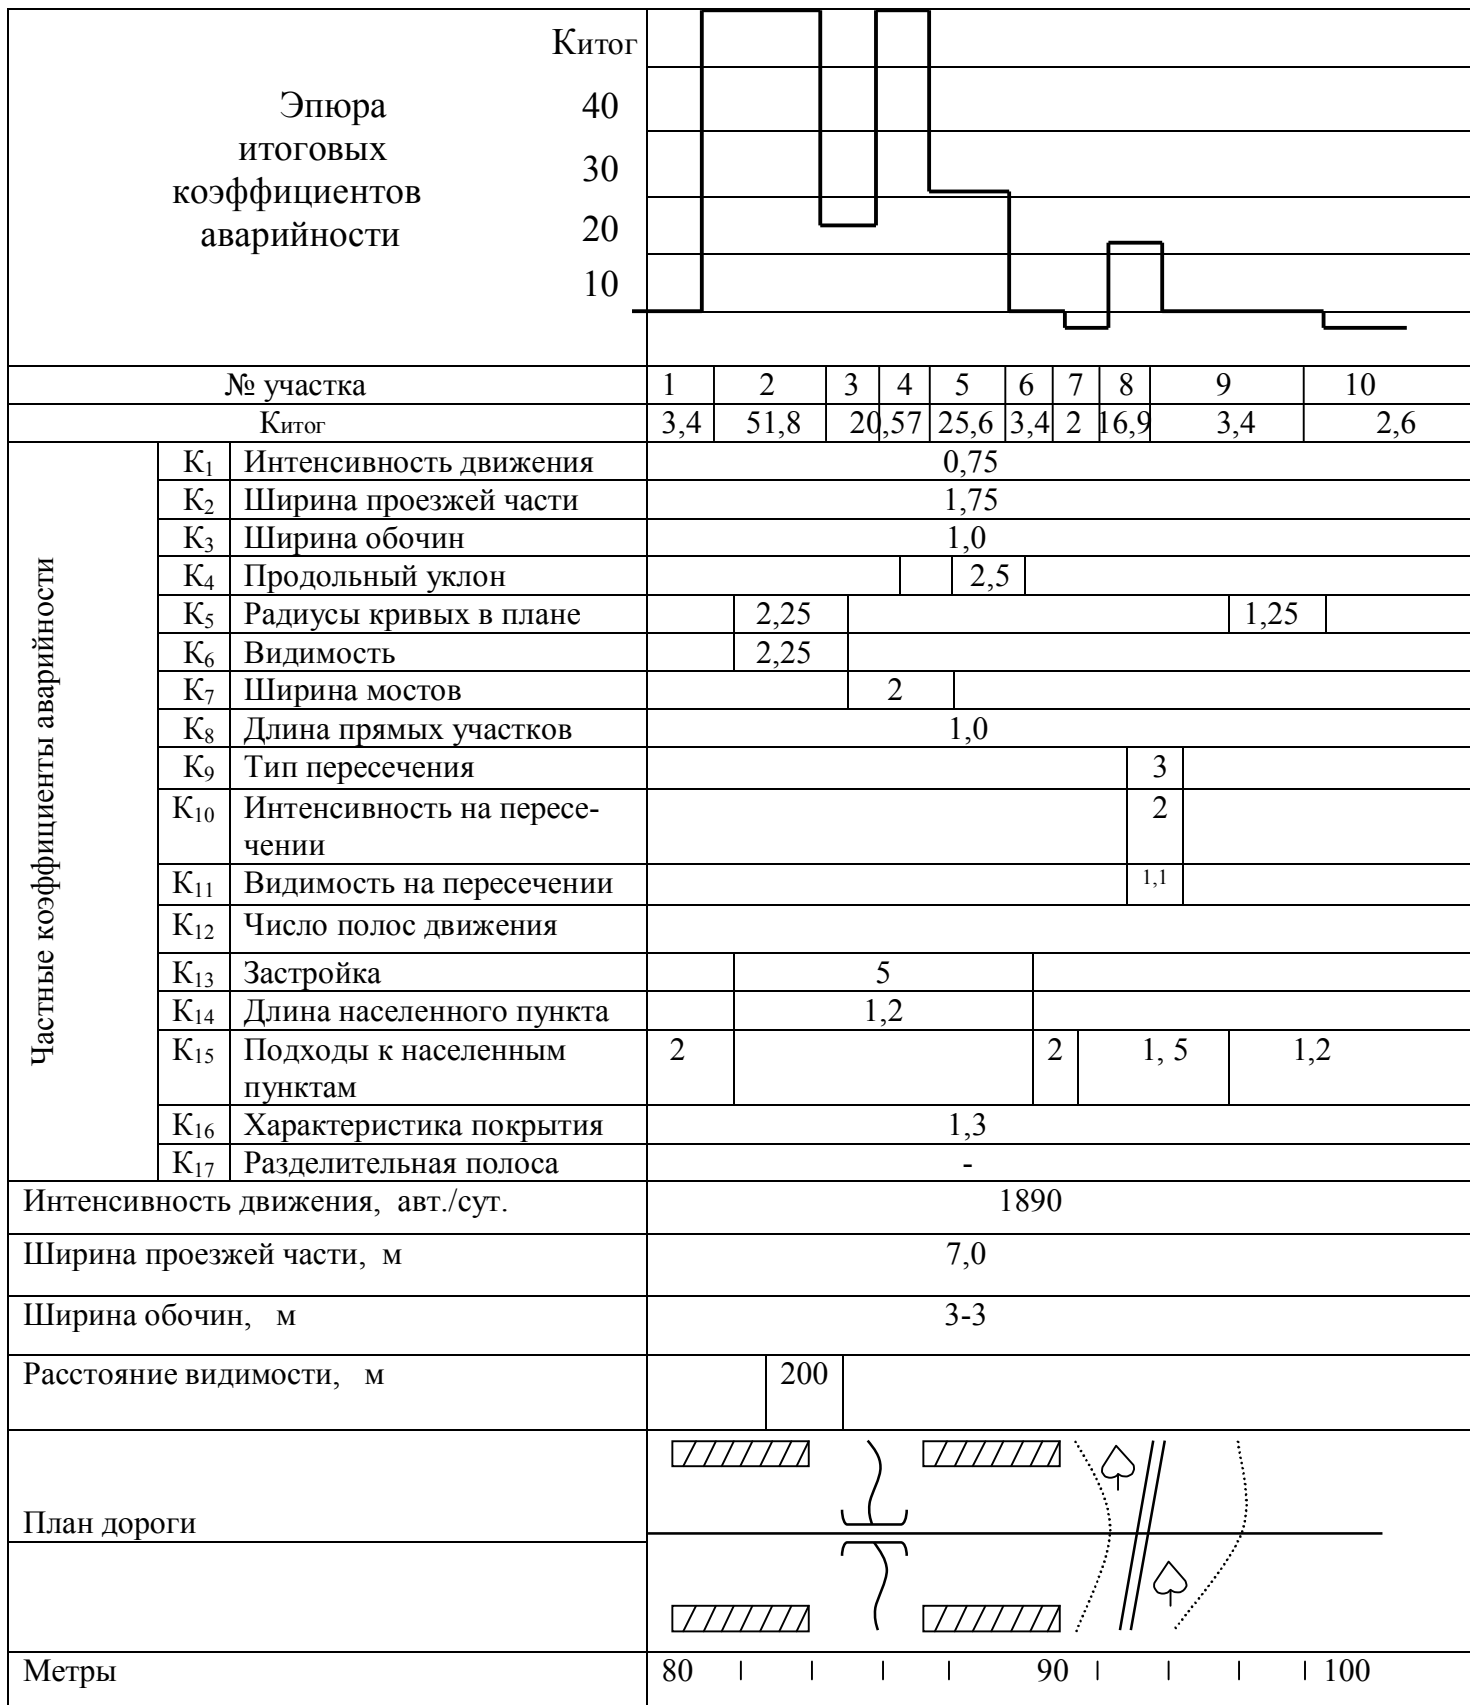 Китог
Эпюра 40
итоговых
30
коэффициентов
аварийности 20
10
№ участка 1 2 3 4 5 6 7 8 9 10
Китог 3,4 51,8 20,57 25,6 3,4 2 16,9 3,4 2,6
Частные коэффициенты аварийности
К1 Интенсивность движения 0,75
К2 Ширина проезжей части 1,75
К3 Ширина обочин 1,0
К4 Продольный уклон 2,5
К5 Радиусы кривых в плане 2,25 1,25
К6 Видимость 2,25
К7 Ширина мостов 2
К8 Длина прямых участков 1,0
К9 Тип пересечения 3
К10 Интенсивность на пересе- 2
чении
К11 Видимость на пересечении 1,1
К12 Число полос движения
К13 Застройка 5
К14 Длина населенного пункта 1,2
К15 Подходы к населенным 2 2 1, 5 1,2
пунктам
К16 Характеристика покрытия 1,3
К17 Разделительная полоса -
Интенсивность движения, авт./сут. 1890
Ширина проезжей части, м 7,0
Ширина обочин, м 3-3
Расстояние видимости, м 200
План дороги
Метры 80 90 100